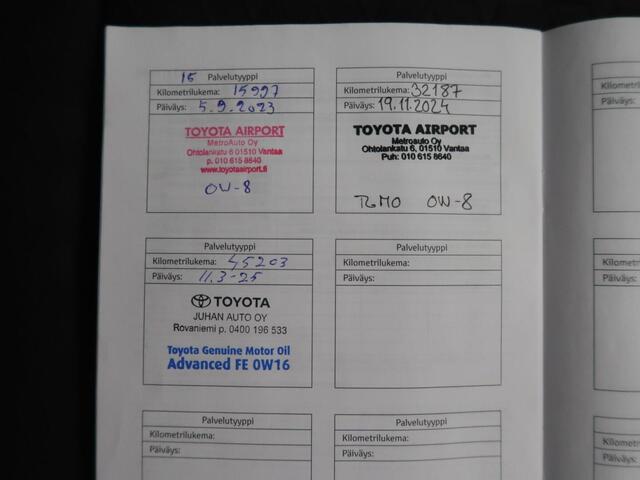 15 Palvelutyyppi
Kilometrilukema: 15997
Päiväys: 5.9.2023
TOYOTA AIRPORT
MetroAuto Oy
Ohtolankatu 6 01510 Vantaa
p. 010 615 8640
www.toyotaairport.fi
OW-8
Palvelutyyppi
Kilometrilukema: 32187
Päiväys: 19.11.2024
TOYOTA AIRPORT
Metroauto Oy
Ohtolankatu 6, 01510 Vantaa
Puh: 010 615 8640
OW-8
Palvelutyyppi
Kilometrilukema: 45203
Päiväys: 11.3-25
TOYOTA
JUHAN AUTO OY
Rovaniemi p. 0400 196 533
Toyota Genuine Motor Oil
Advanced FE 0W16
Palvelutyyppi
Kilometrilukema:
Päiväys:
Palvelutyyppi
Kilometrilukema:
Päiväys:
Palvelutyyppi
Kilometrilukema:
Päiväys:
Päiväys:
Päiväys:
Päiväys: